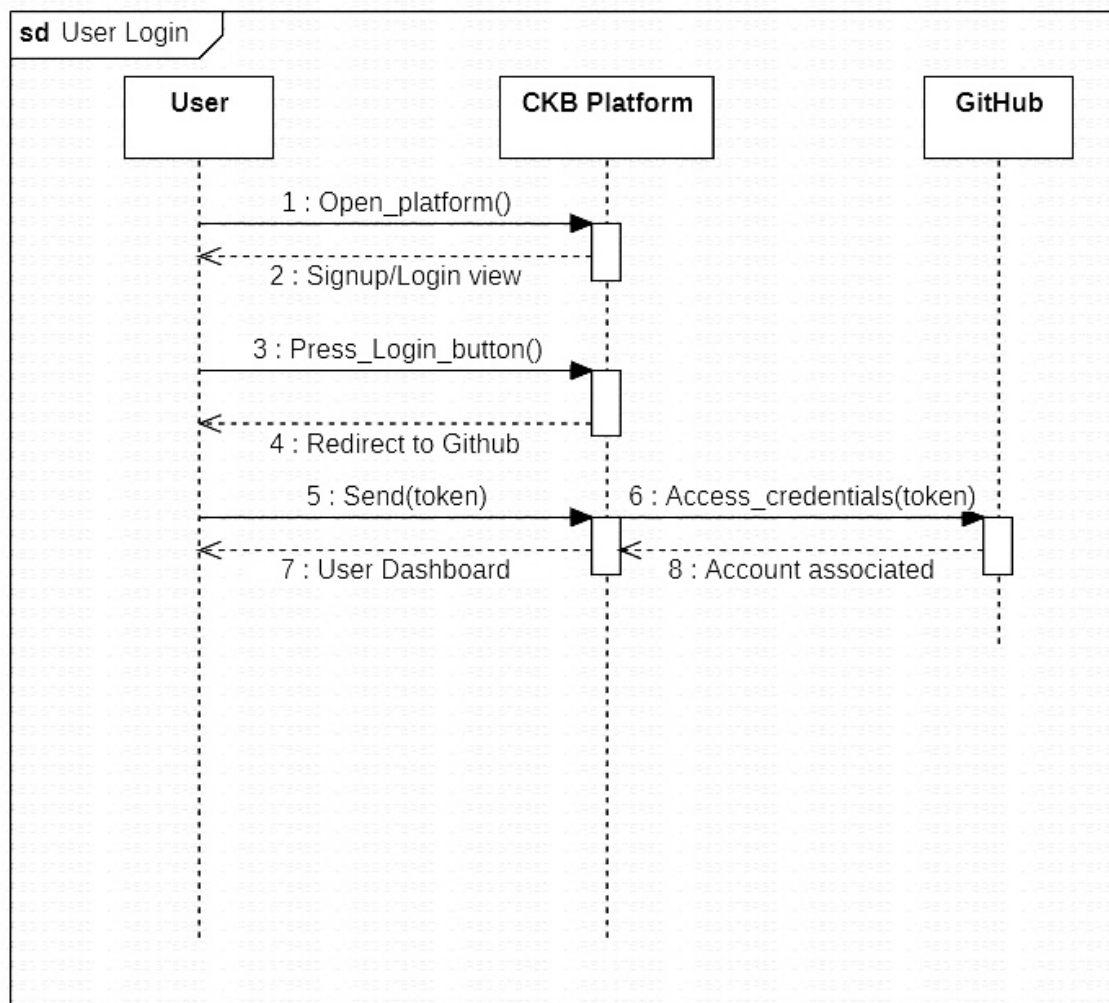 sd User Login
User
CKB Platform
GitHub
1 : Open_platform()
2 : Signup/Login view
3 : Press_Login_button()
4 : Redirect to Github
5 : Send(token)
6 : Access_credentials(token)
7 : User Dashboard
8 : Account associated